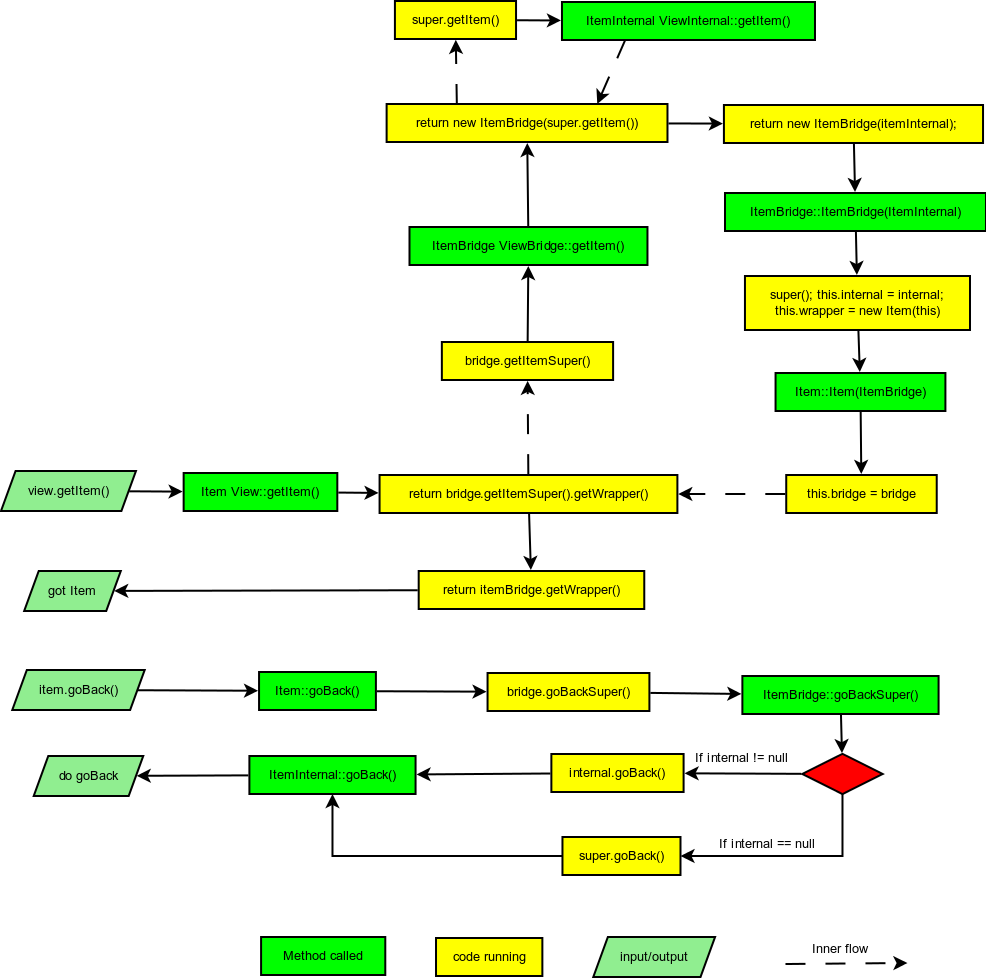 super.getItem()
ItemInternal ViewInternal::getItem()
return new ItemBridge(super.getItem())
return new ItemBridge(itemInternal);
ItemBridge::ItemBridge(ItemInternal)
ItemBridge ViewBridge::getItem()
super(); this.internal = internal;
this.wrapper = new Item(this)
bridge.getItemSuper()
Item::Item(ItemBridge)
view.getItem()
Item View::getItem()
return bridge.getItemSuper().getWrapper()
this.bridge = bridge
got Item
return itemBridge.getWrapper()
item.goBack()
Item::goBack()
bridge.goBackSuper()
ItemBridge::goBackSuper()
do goBack
ItemInternal::goBack()
internal.goBack()
If internal != null
super.goBack()
If internal == null
Method called
code running
input/output
Inner flow